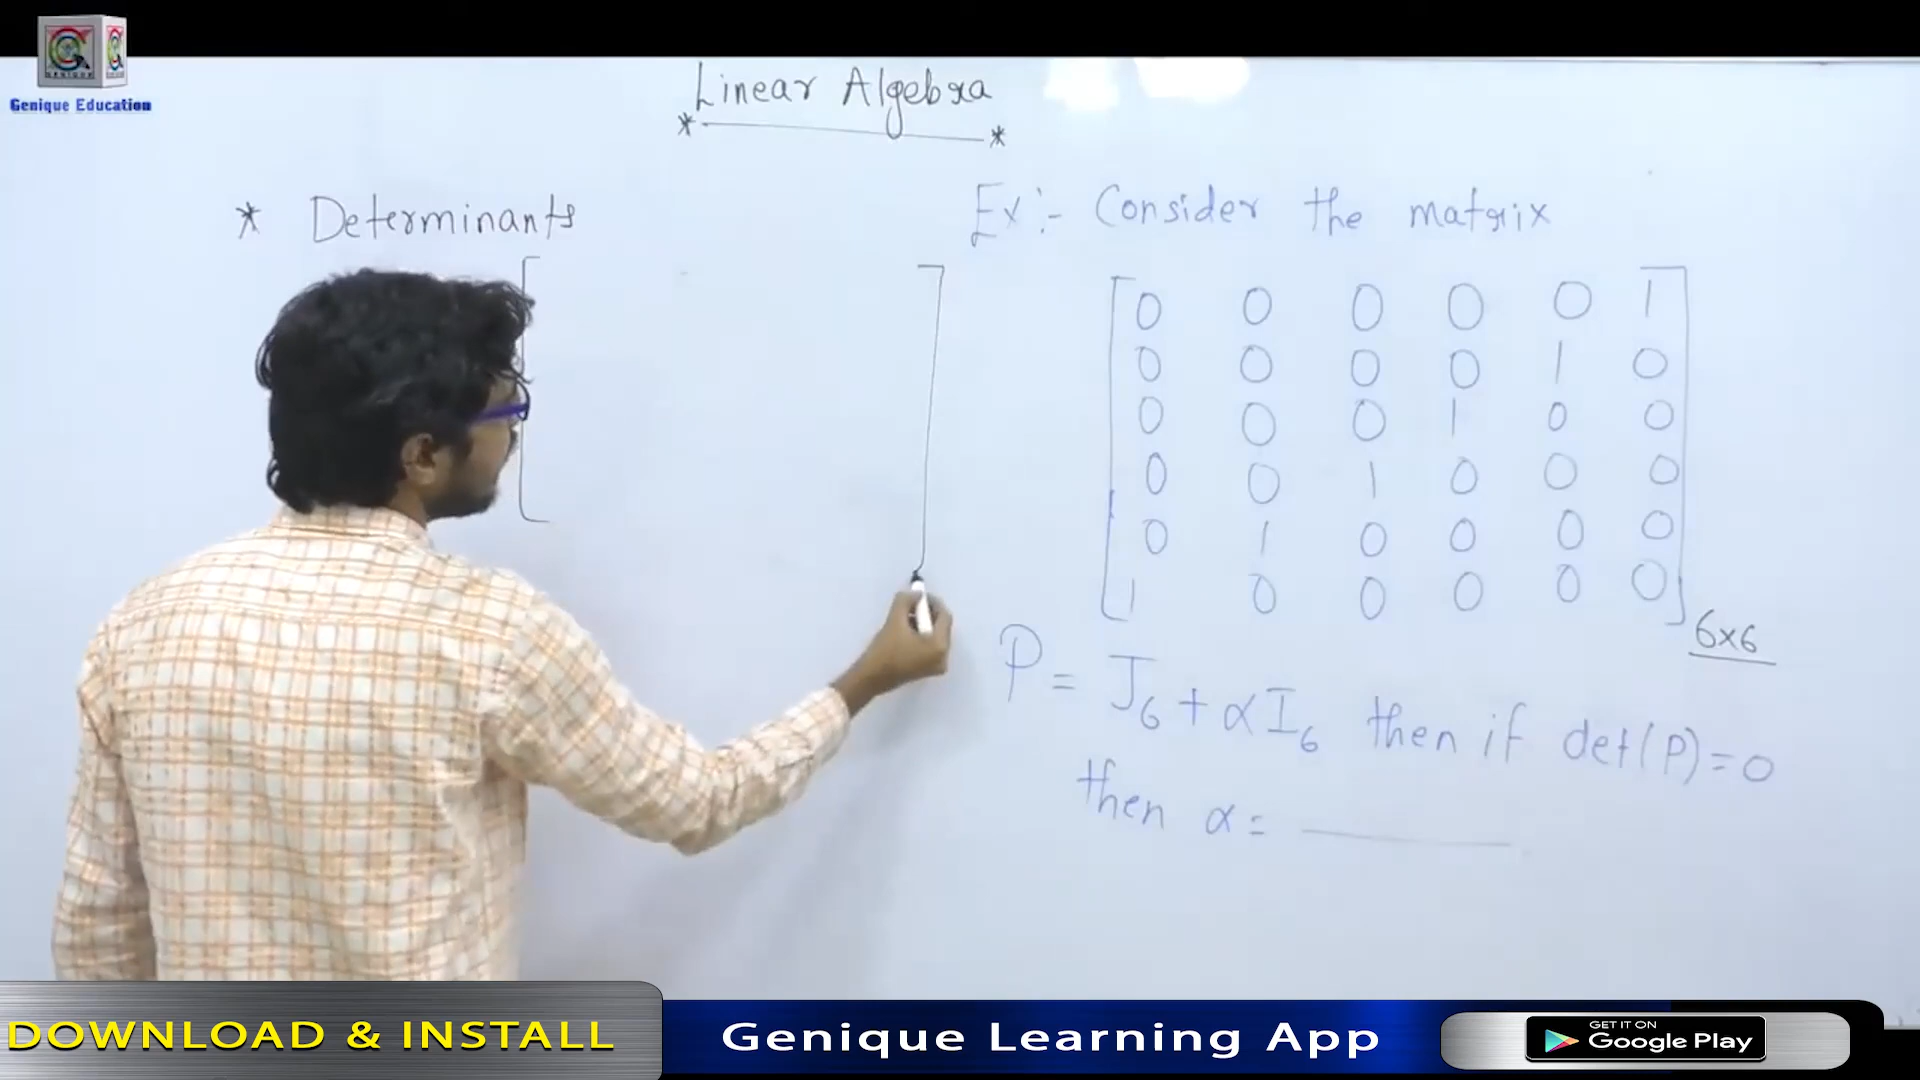 GENIQUE
Genique Education
Linear Algebra
* Determinants
Ex:- Consider the matrix
0 0 0 0 0 1
0 0 0 0 1 0
0 0 0 1 0 0
0 0 1 0 0 0
0 1 0 0 0 0
1 0 0 0 0 0
6x6
P = J6 + αI6 then if det(P)=0
then α =
DOWNLOAD & INSTALL
Genique Learning App
GET IT ON
Google Play